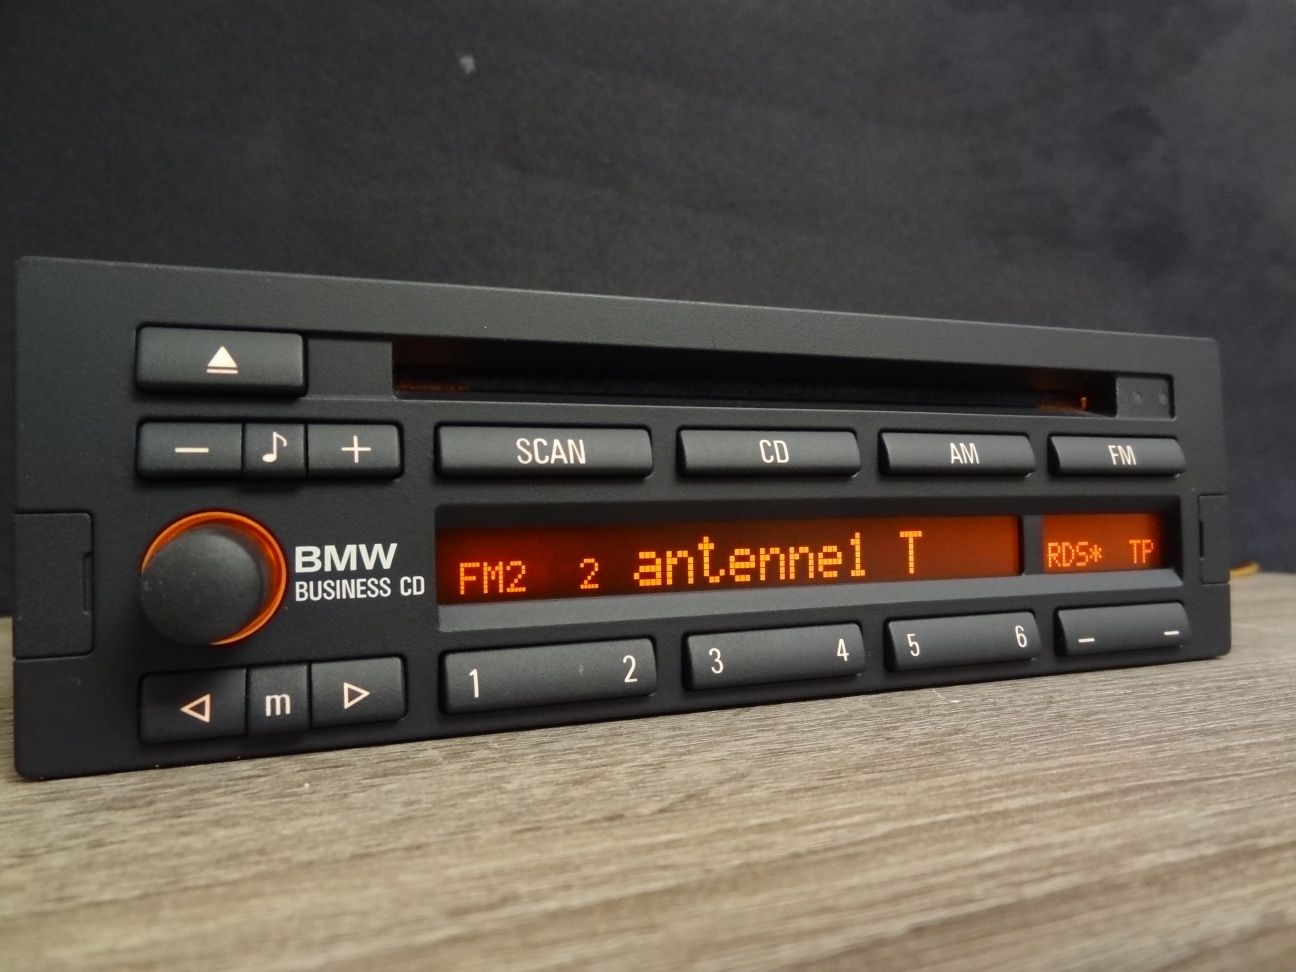 SCAN CD AM FM
BMW
BUSINESS CD
FM2 2 antenne1 T RDS* TP
1 2 3 4 5 6
m